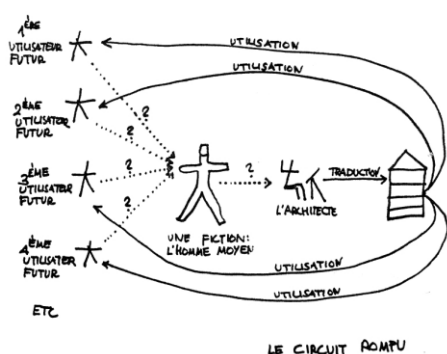 1ÈRE
UTILISATEUR
FUTUR
2ÈME
UTILISATEUR
FUTUR
3ÈME
UTILISATEUR
FUTUR
4ÈME
UTILISATEUR
FUTUR
ETC
?
?
?
?
UNE FICTION:
L'HOMME MOYEN
?
L'ARCHITECTE
TRADUCTION
UTILISATION
UTILISATION
UTILISATION
UTILISATION
LE CIRCUIT ROMPU